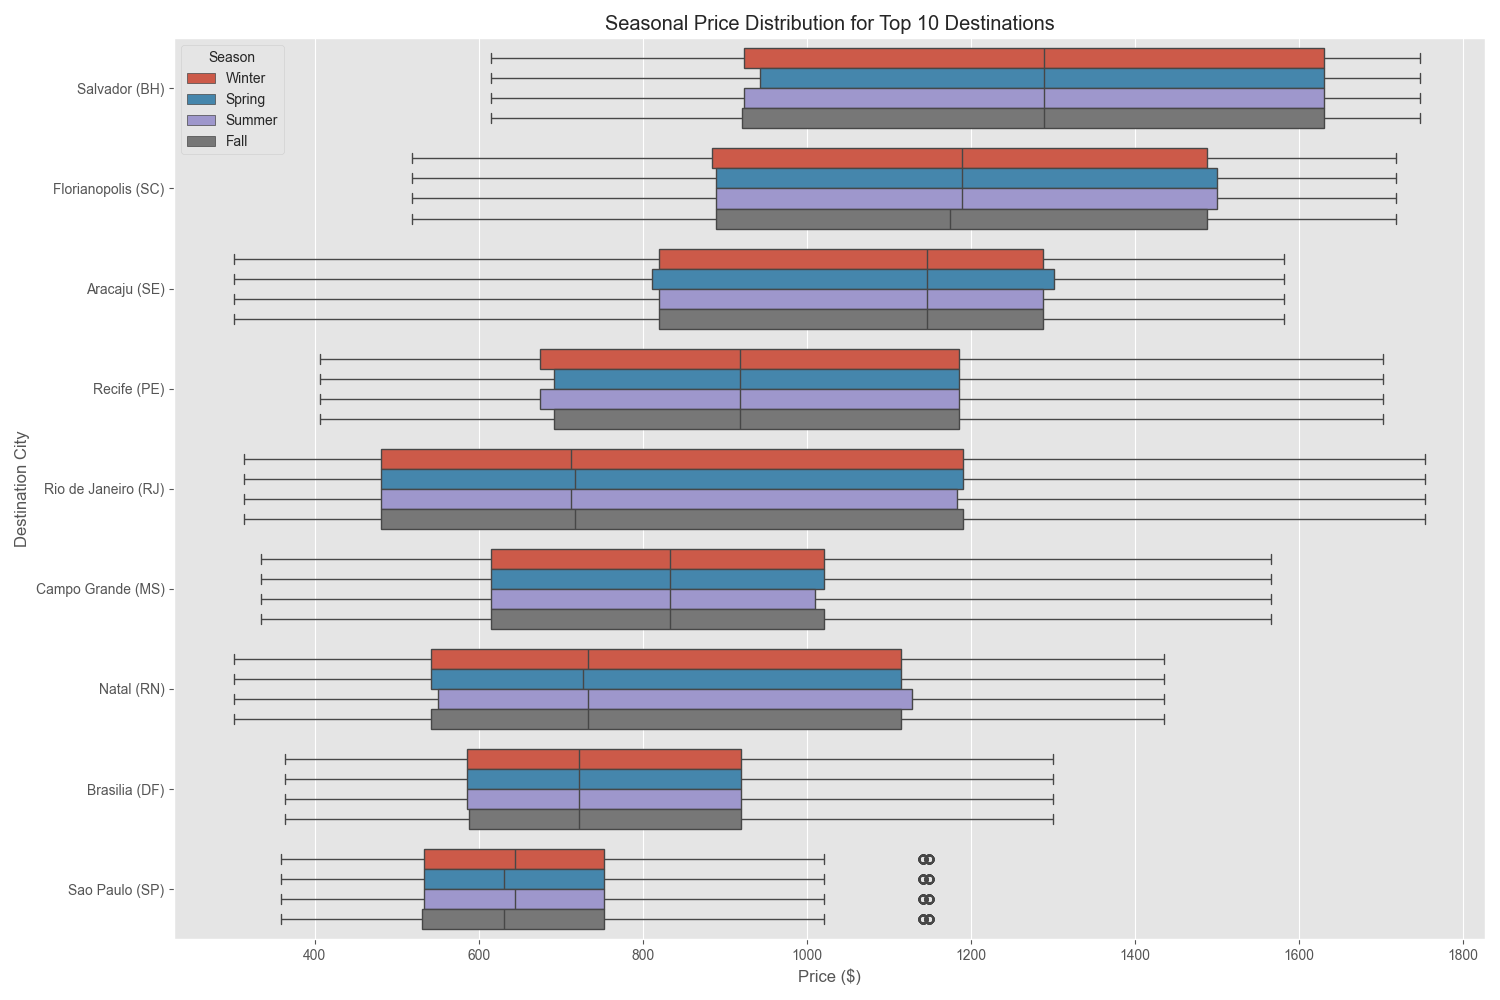 Seasonal Price Distribution for Top 10 Destinations
Season
Winter
Spring
Summer
Fall
Destination City
Salvador (BH)
Florianopolis (SC)
Aracaju (SE)
Recife (PE)
Rio de Janeiro (RJ)
Campo Grande (MS)
Natal (RN)
Brasilia (DF)
Sao Paulo (SP)
400 600 800 1000 1200 1400 1600 1800
Price ($)